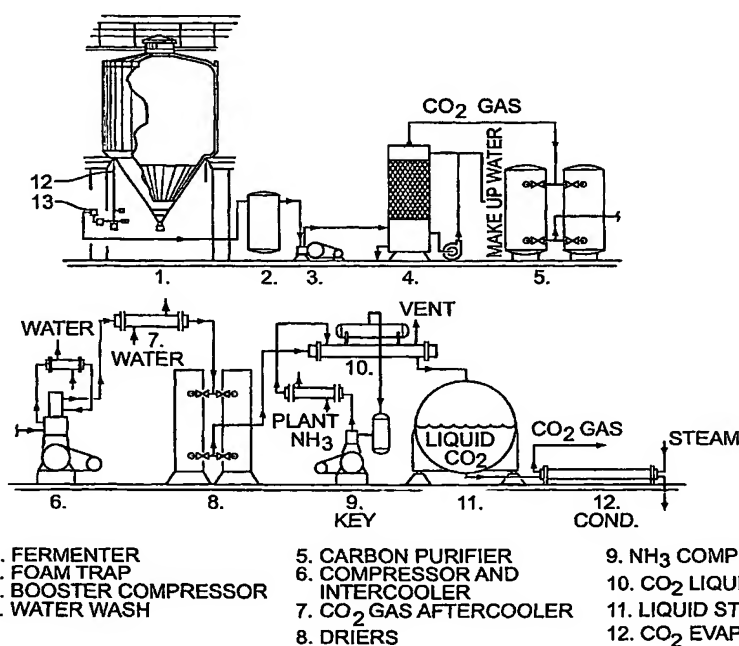 CO2 GAS
MAKE UP WATER
12
13
1.
2.
3.
4.
5.
WATER
7.
WATER
VENT
10.
PLANT
NH3
LIQUID
CO2
CO2 GAS
STEAM
6.
8.
9.
11.
12.
KEY
COND.
. FERMENTER
. FOAM TRAP
. BOOSTER COMPRESSOR
. WATER WASH
5. CARBON PURIFIER
6. COMPRESSOR AND
INTERCOOLER
7. CO2 GAS AFTERCOOLER
8. DRIERS
9. NH3 COMP
10. CO2 LIQU
11. LIQUID ST
12. CO2 EVAP